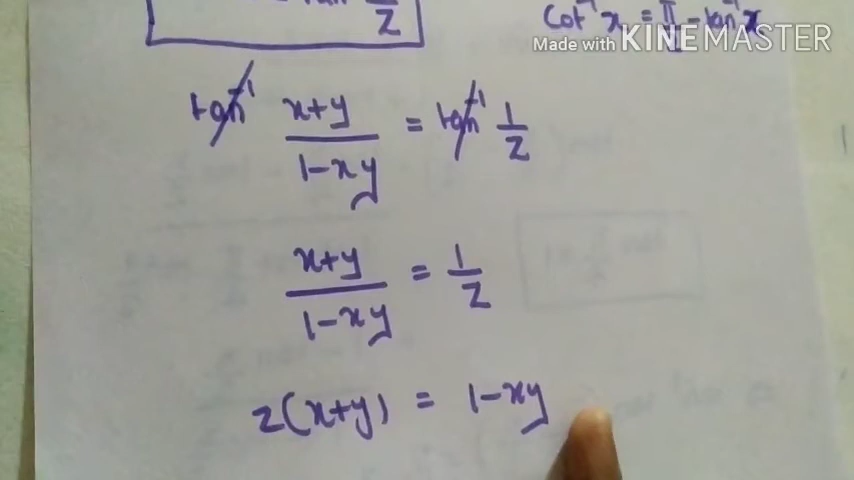 z
cot⁻¹ x = π/2 - tan⁻¹ x
Made with KINEMASTER
tan⁻¹ x+y/1-xy = tan⁻¹ 1/z
x+y/1-xy = 1/z
z(x+y) = 1-xy